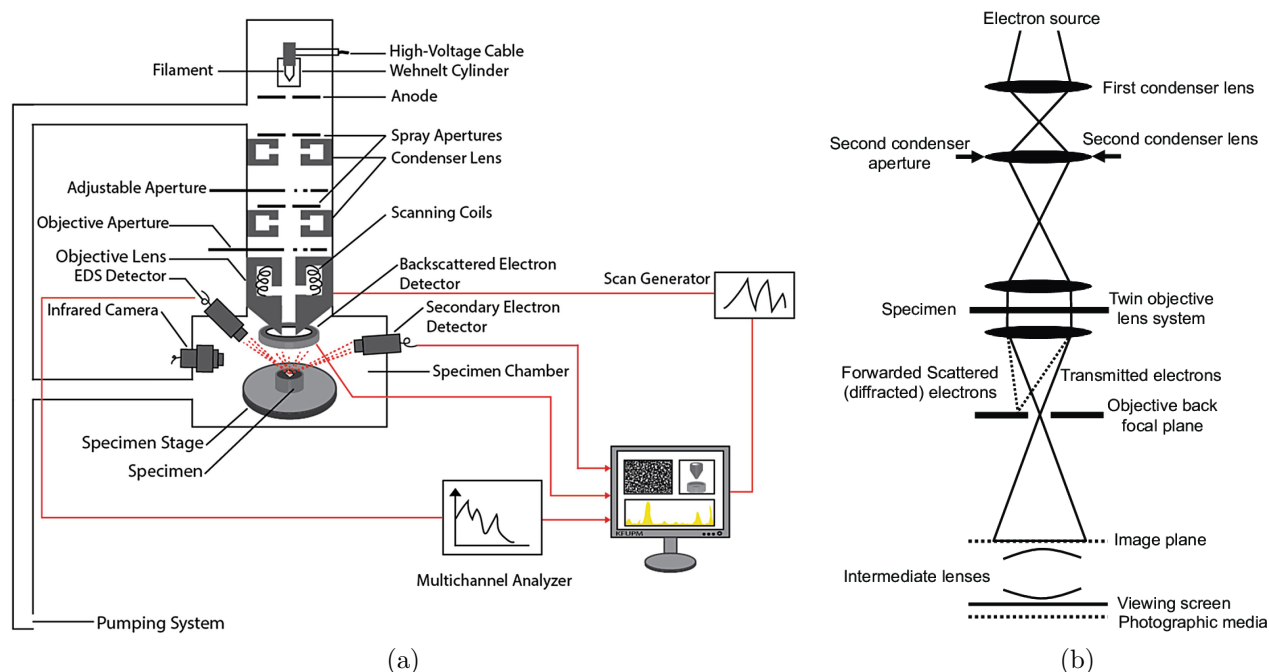 High-Voltage Cable
Filament
Wehnelt Cylinder
Anode
Spray Apertures
Condenser Lens
Adjustable Aperture
Scanning Coils
Objective Aperture
Objective Lens
EDS Detector
Backscattered Electron
Detector
Scan Generator
Infrared Camera
Secondary Electron
Detector
Specimen Chamber
Specimen Stage
Specimen
KFUPM
Multichannel Analyzer
Pumping System
(a)
Electron source
First condenser lens
Second condenser
aperture
Second condenser lens
Specimen
Twin objective
lens system
Forwarded Scattered
(diffracted) electrons
Transmitted electrons
Objective back
focal plane
Image plane
Intermediate lenses
Viewing screen
Photographic media
(b)